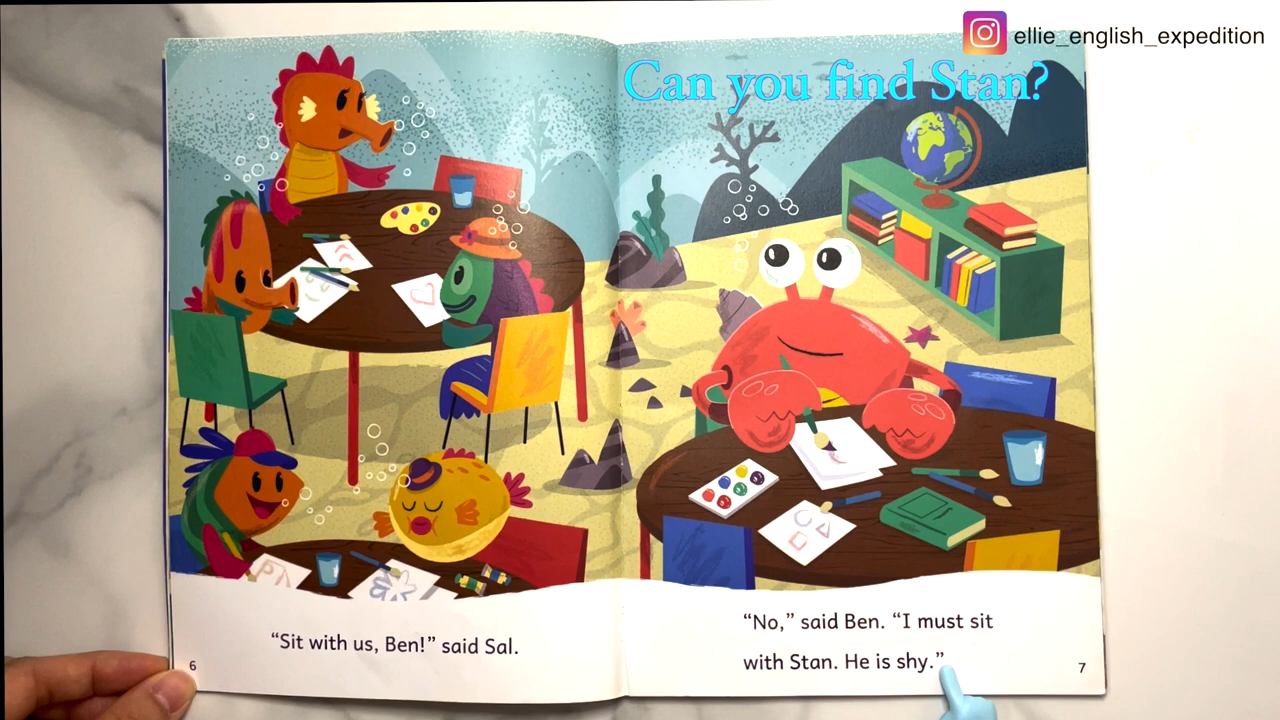 ellie_english_expedition
Can you find Stan?
“Sit with us, Ben!” said Sal.
6
“No,” said Ben. “I must sit
with Stan. He is shy.”
7